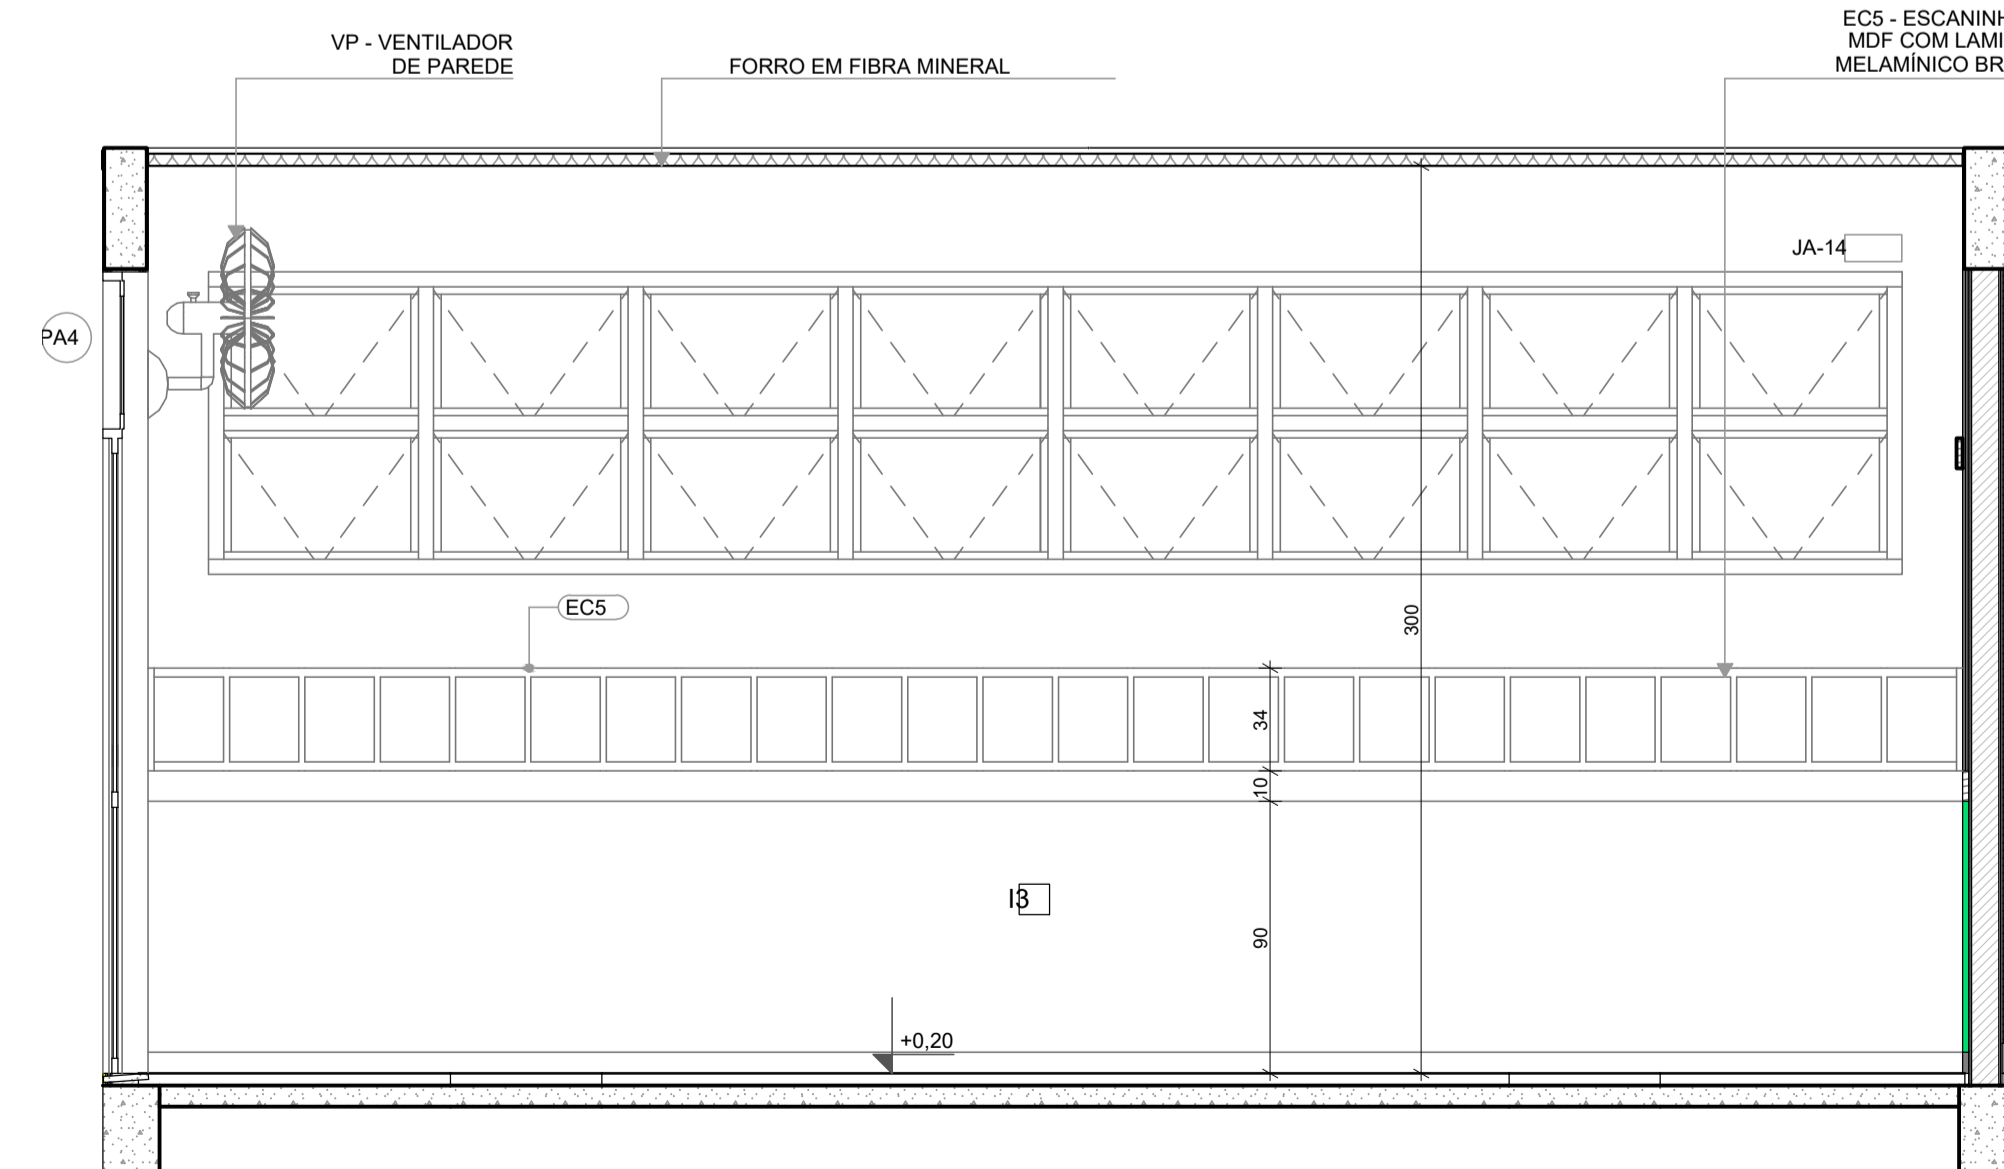 VP - VENTILADOR
DE PAREDE
FORRO EM FIBRA MINERAL
EC5 - ESCANINH
MDF COM LAMI
MELAMÍNICO BR
JA-14
PA4
EC5
300
34
10
I3
90
+0,20